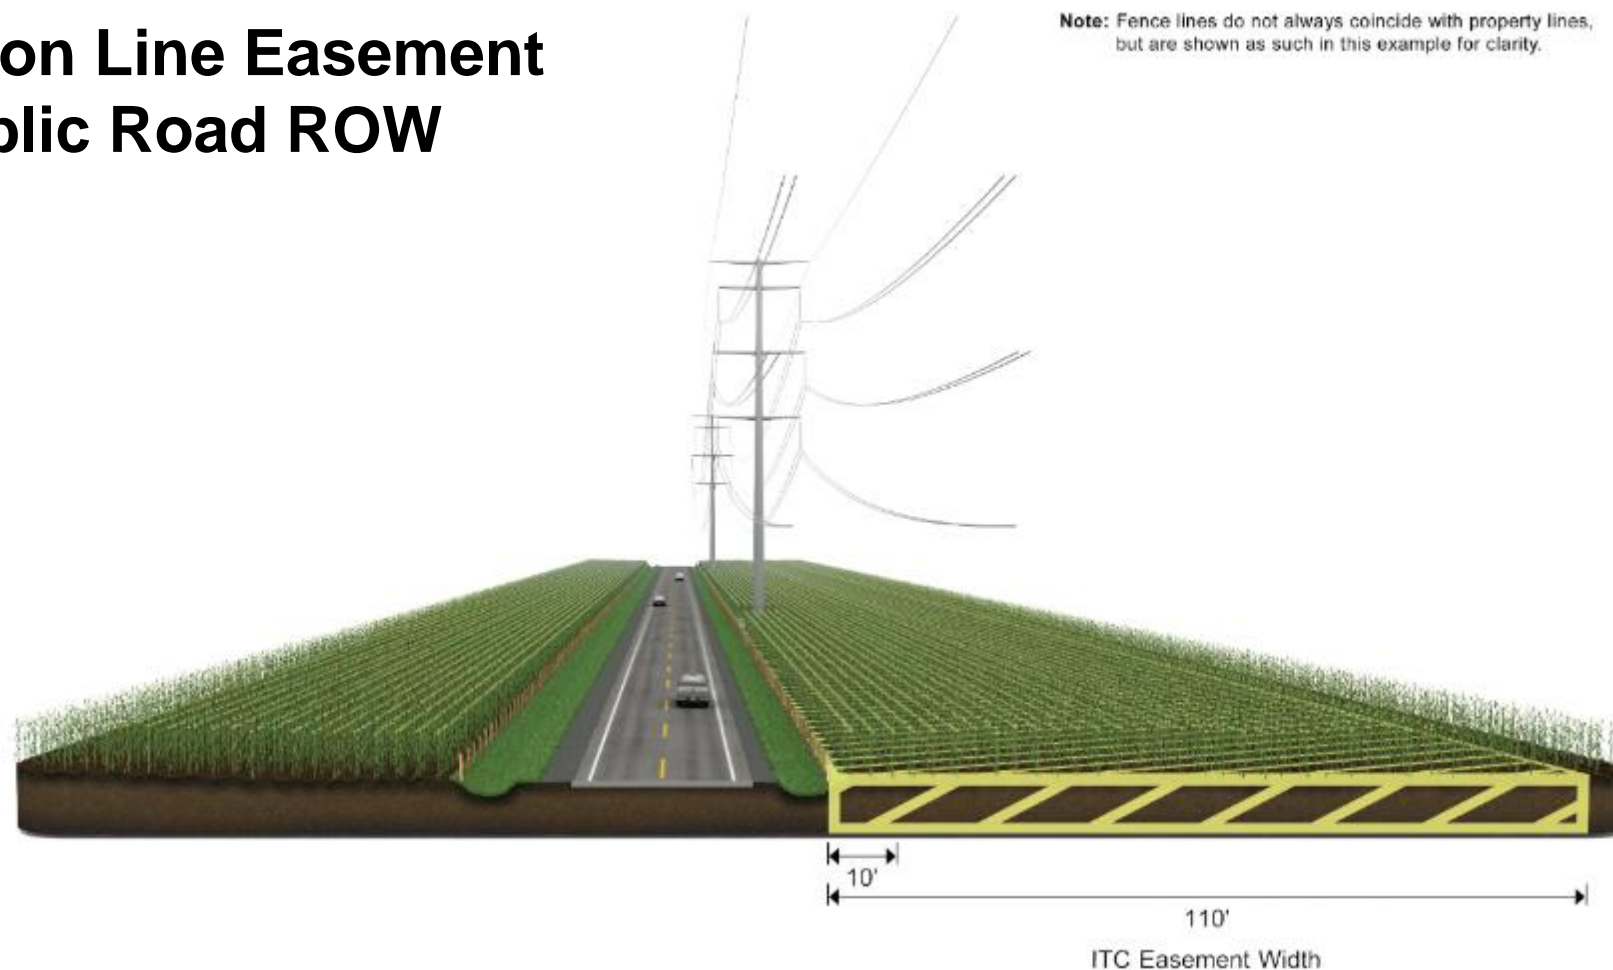 on Line Easement
blic Road ROW
Note: Fence lines do not always coincide with property lines,
but are shown as such in this example for clarity.
10'
110'
ITC Easement Width